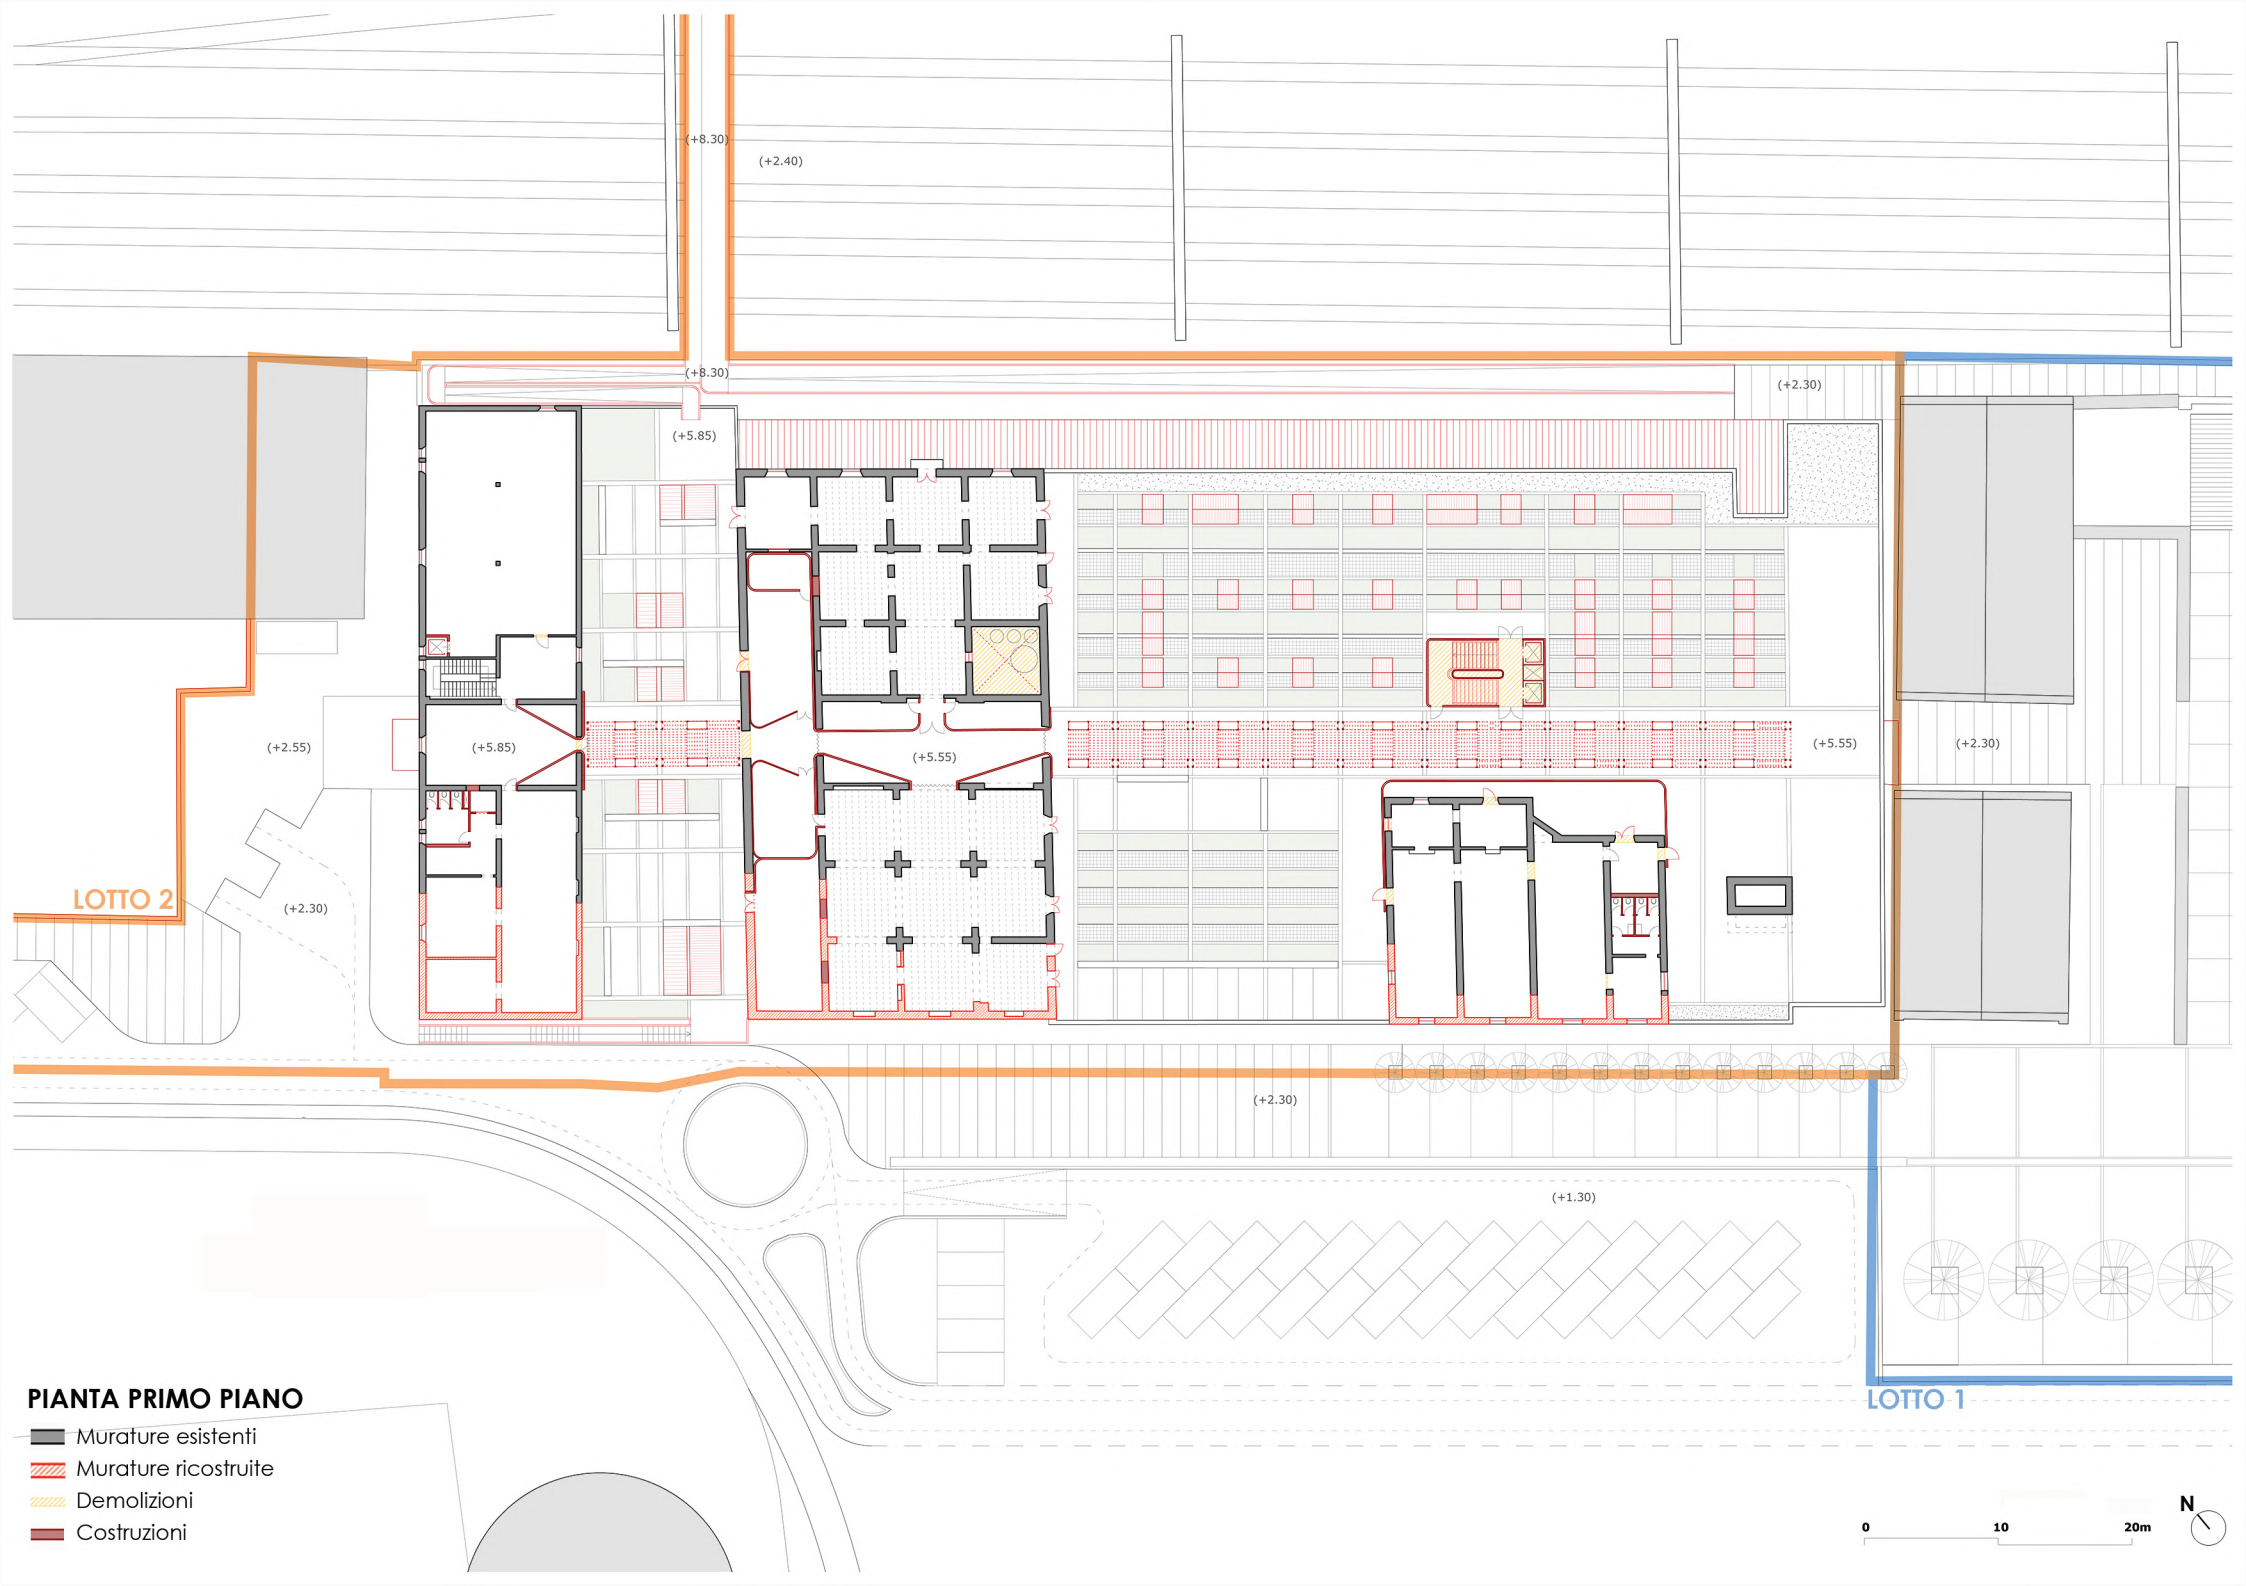 (+8.30)
(+2.40)
(+8.30)
(+2.30)
(+5.85)
(+2.55)
(+5.85)
(+5.55)
(+5.55)
(+2.30)
LOTTO 2
(+2.30)
(+2.30)
(+1.30)
LOTTO 1
PIANTA PRIMO PIANO
Murature esistenti
Murature ricostruite
Demolizioni
Costruzioni
N
0 10 20m